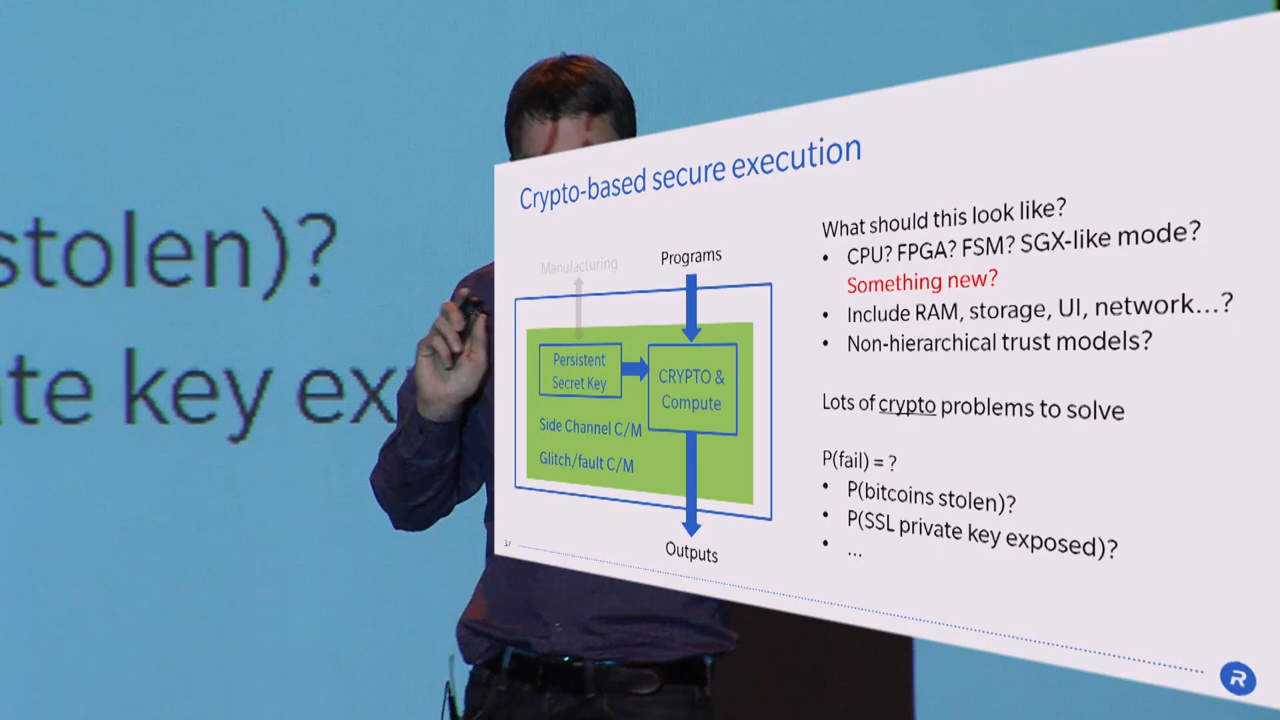 stolen)?
ate key ex
Crypto-based secure execution
Manufacturing
Programs
Persistent
Secret Key
CRYPTO &
Compute
Side Channel C/M
Glitch/fault C/M
Outputs
What should this look like?
• CPU? FPGA? FSM? SGX-like mode?
Something new?
• Include RAM, storage, UI, network...?
• Non-hierarchical trust models?
Lots of crypto problems to solve
P(fail) = ?
• P(bitcoins stolen)?
• P(SSL private key exposed)?
• ...
37
R